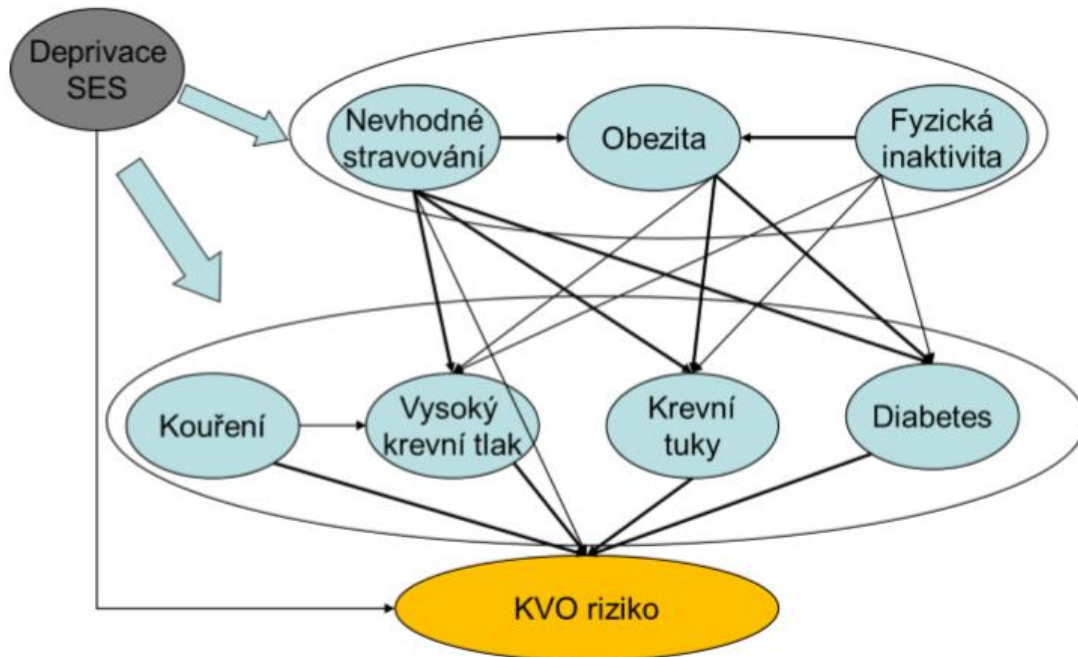 Deprivace
SES
Nevhodné
stravování
Obezita
Fyzická
inaktivita
Kouření
Vysoký
krevní tlak
Krevní
tuky
Diabetes
KVO riziko